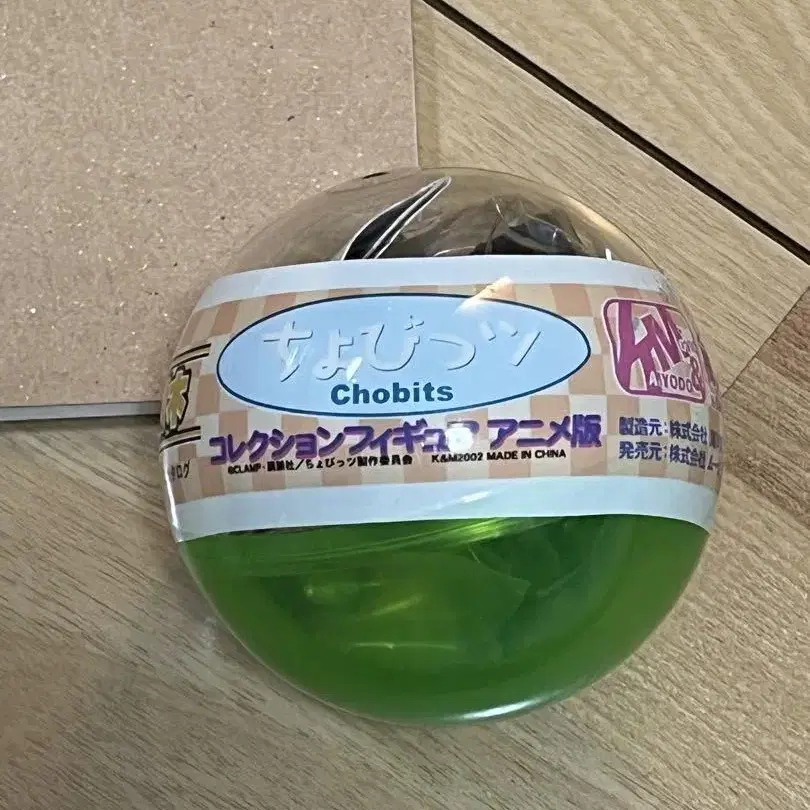 ちょびっツ
Chobits
コレクションフィギュア アニメ版
©CLAMP・講談社／ちょびっツ製作委員会 K&M2002 MADE IN CHINA
K&M
製造元：株式会社
発売元：株式会社